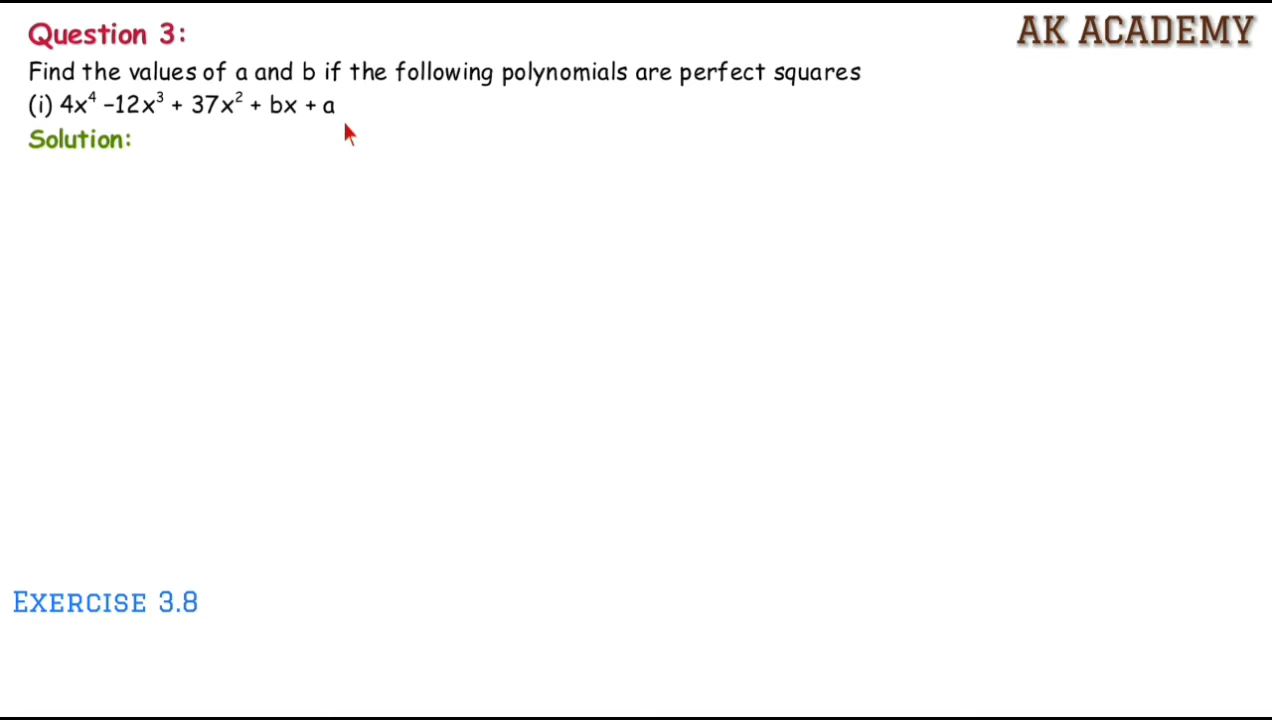 Question 3:
AK ACADEMY
Find the values of a and b if the following polynomials are perfect squares
(i) 4x⁴ -12x³ + 37x² + bx + a
Solution:
EXERCISE 3.8